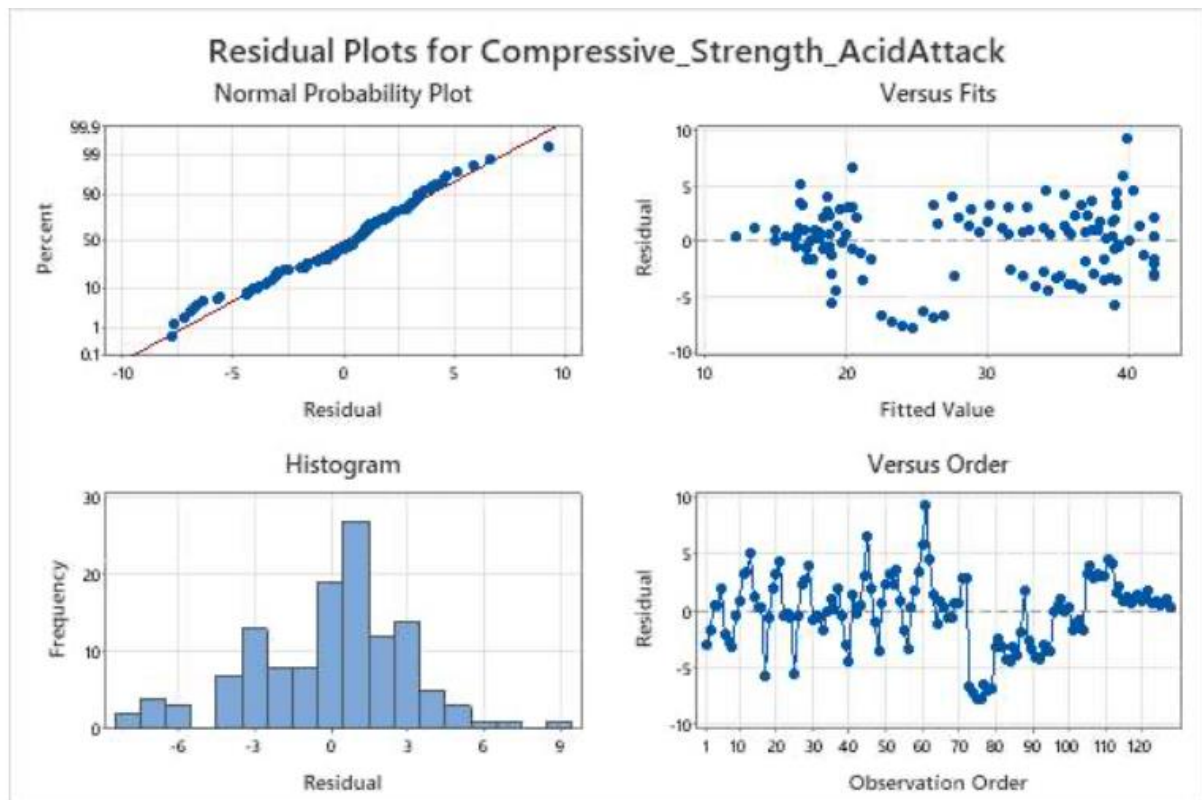 Residual Plots for Compressive_Strength_AcidAttack
Normal Probability Plot
99.9
99
90
50
10
1
0.1
Percent
-10
-5
0
5
10
Residual
Versus Fits
10
5
0
-5
-10
Residual
10
20
30
40
Fitted Value
Histogram
30
20
10
0
Frequency
-6
-3
0
3
6
9
Residual
Versus Order
10
5
0
-5
-10
Residual
1 10 20 30 40 50 60 70 80 90 100 110 120
Observation Order